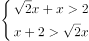 √2x + x > 2
x + 2 > √2x